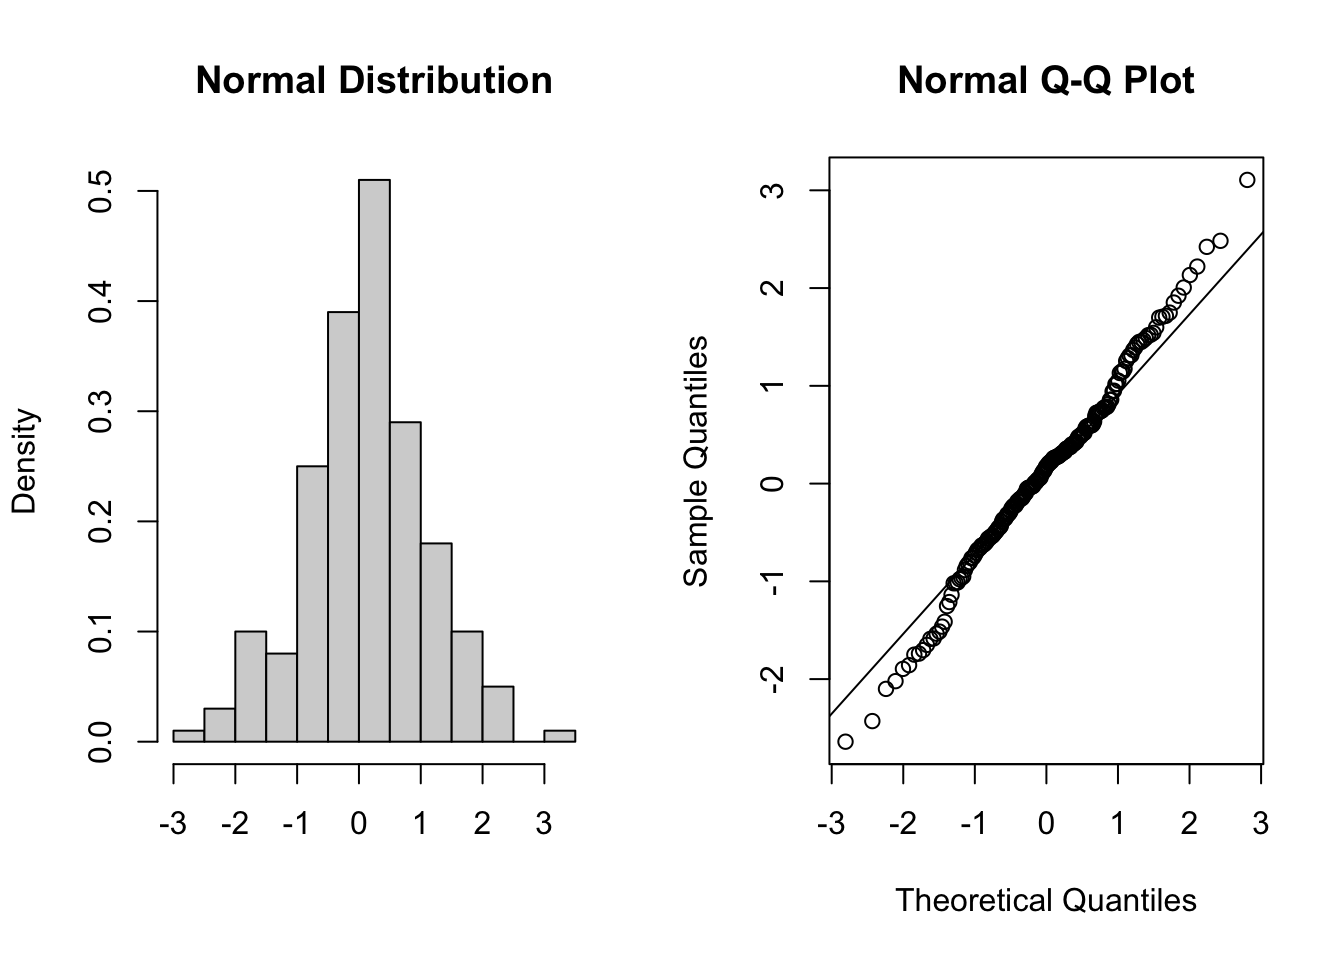 Normal Distribution
Density
0.0 0.1 0.2 0.3 0.4 0.5
-3 -2 -1 0 1 2 3
Normal Q-Q Plot
Sample Quantiles
-2 -1 0 1 2 3
-3 -2 -1 0 1 2 3
Theoretical Quantiles